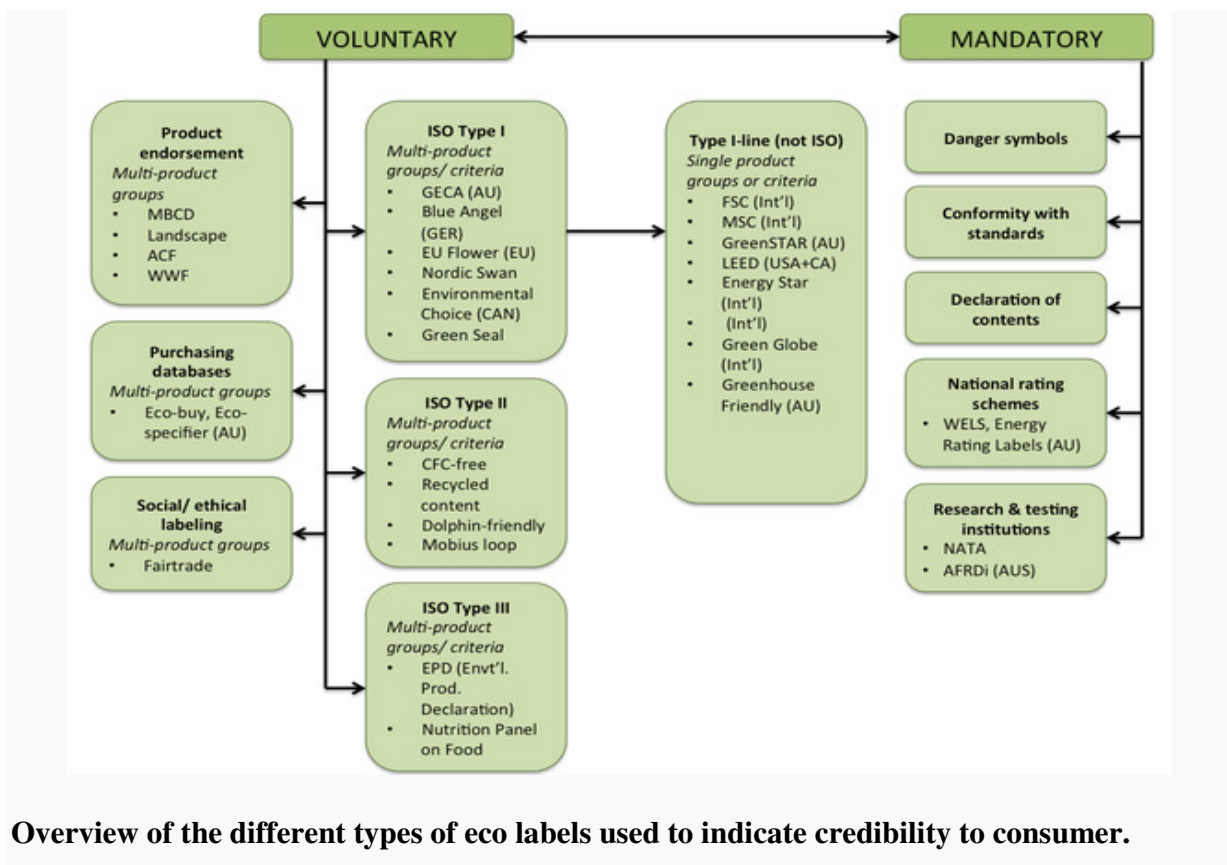 VOLUNTARY
MANDATORY
Product
endorsement
Multi-product
groups
• MBCD
• Landscape
• ACF
• WWF
Purchasing
databases
Multi-product groups
• Eco-buy, Eco-
specifier (AU)
Social/ ethical
labeling
Multi-product groups
• Fairtrade
ISO Type I
Multi-product
groups/ criteria
• GECA (AU)
• Blue Angel
(GER)
• EU Flower (EU)
• Nordic Swan
• Environmental
Choice (CAN)
• Green Seal
ISO Type II
Multi-product
groups/ criteria
• CFC-free
• Recycled
content
• Dolphin-friendly
• Mobius loop
ISO Type III
Multi-product
groups/ criteria
• EPD (Envt'l.
Prod.
Declaration)
• Nutrition Panel
on Food
Type I-line (not ISO)
Single product
groups or criteria
• FSC (Int'l)
• MSC (Int'l)
• GreenSTAR (AU)
• LEED (USA+CA)
• Energy Star
(Int'l)
• (Int'l)
• Green Globe
(Int'l)
• Greenhouse
Friendly (AU)
Danger symbols
Conformity with
standards
Declaration of
contents
National rating
schemes
• WELS, Energy
Rating Labels (AU)
Research & testing
institutions
• NATA
• AFRDi (AUS)
Overview of the different types of eco labels used to indicate credibility to consumer.